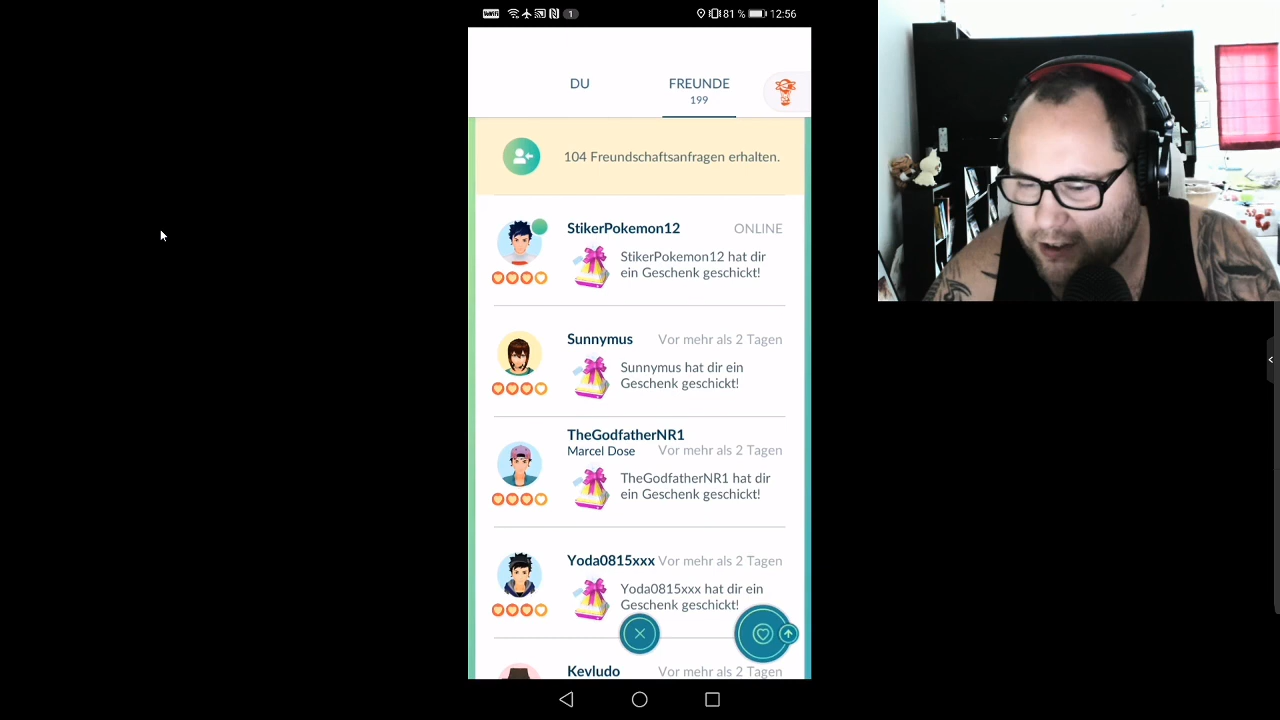 VoWiFi 1 81 % 12:56
DU
FREUNDE
199
104 Freundschaftsanfragen erhalten.
StikerPokemon12 ONLINE
StikerPokemon12 hat dir
ein Geschenk geschickt!
Sunnymus Vor mehr als 2 Tagen
Sunnymus hat dir ein
Geschenk geschickt!
TheGodfatherNR1
Marcel Dose Vor mehr als 2 Tagen
TheGodfatherNR1 hat dir
ein Geschenk geschickt!
Yoda0815xxx Vor mehr als 2 Tagen
Yoda0815xxx hat dir ein
Geschenk geschickt!
Kevludo Vor mehr als 2 Tagen